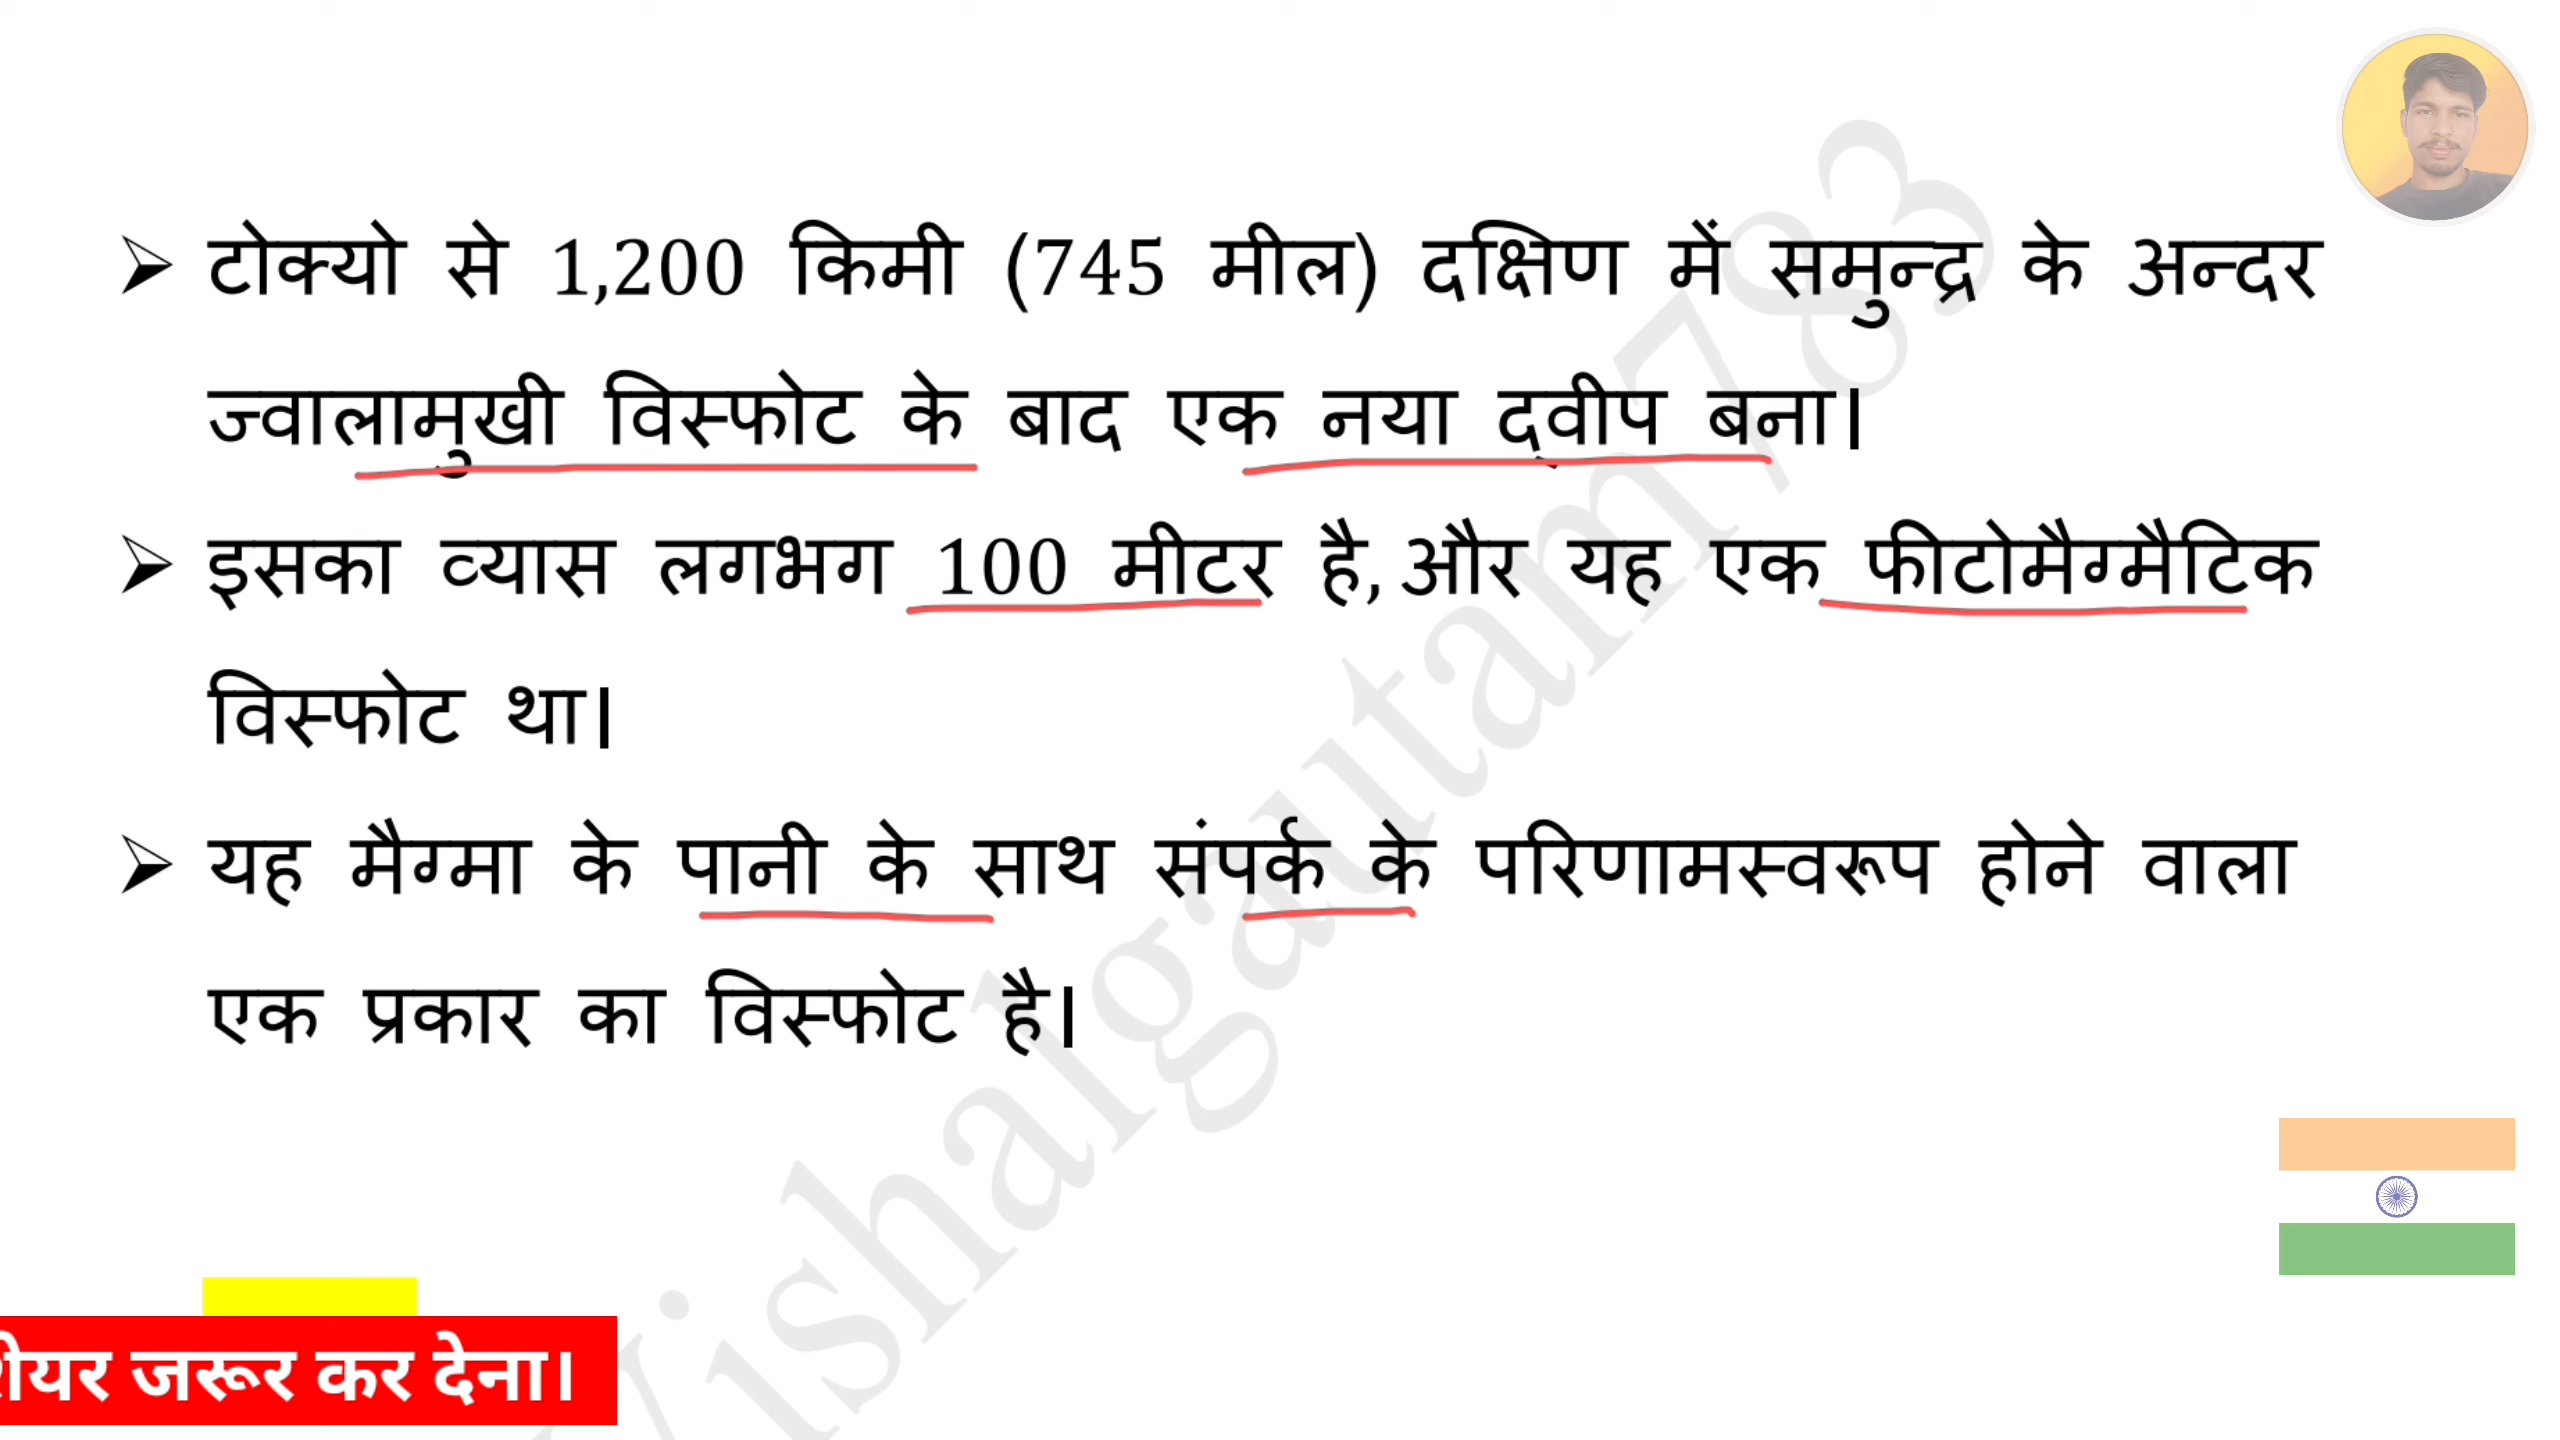 ➢ टोक्यो से 1,200 किमी (745 मील) दक्षिण में समुन्द्र के अन्दर
ज्वालामुखी विस्फोट के बाद एक नया द्वीप बना।
➢ इसका व्यास लगभग 100 मीटर है, और यह एक फीटोमैग्मैटिक
विस्फोट था।
➢ यह मैग्मा के पानी के साथ संपर्क के परिणामस्वरूप होने वाला
एक प्रकार का विस्फोट है।
Vishalgautam783
शेयर जरूर कर देना।